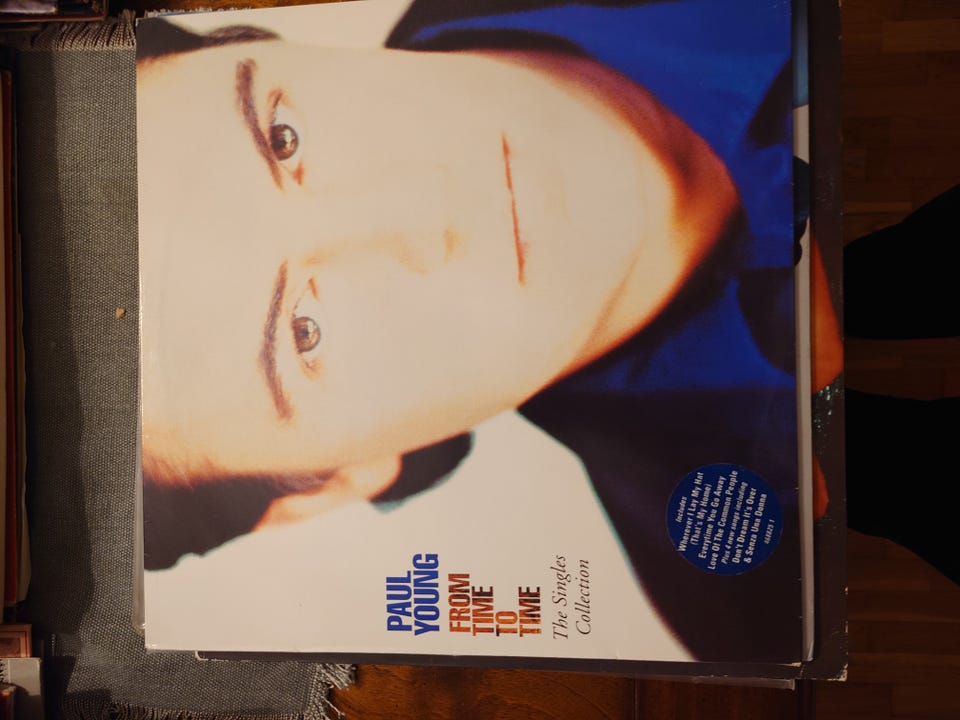 PAUL
YOUNG
FROM
TIME
TO
TIME
The Singles
Collection
Includes
Wherever I Lay My Hat
(That's My Home)
Everytime You Go Away
Love Of The Common People
Plus 4 new songs including
Don't Dream It's Over
& Senza Una Donna
468825 1